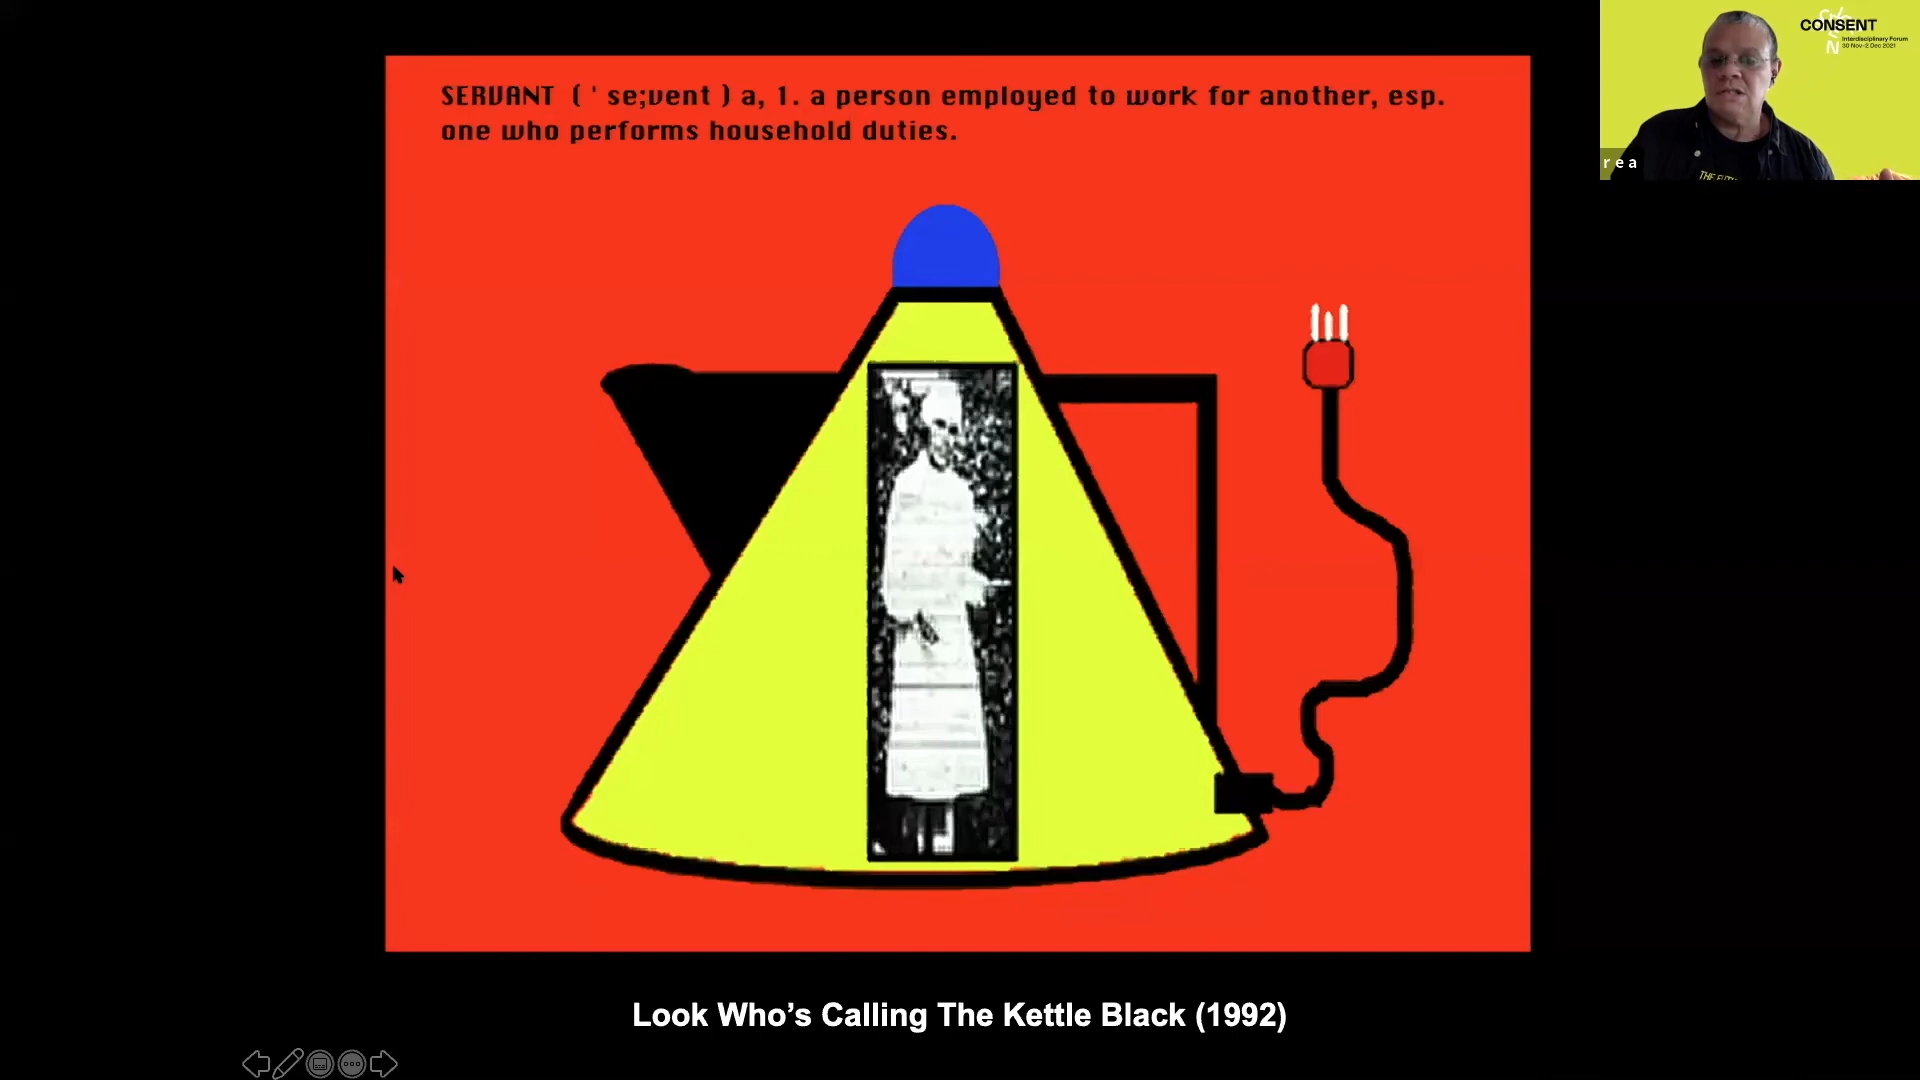 SERVANT ( ' se;vent ) a, 1. a person employed to work for another, esp.
one who performs household duties.
CONSENT
Interdisciplinary Forum
30 Nov–2 Dec 2021
r e a
Look Who’s Calling The Kettle Black (1992)